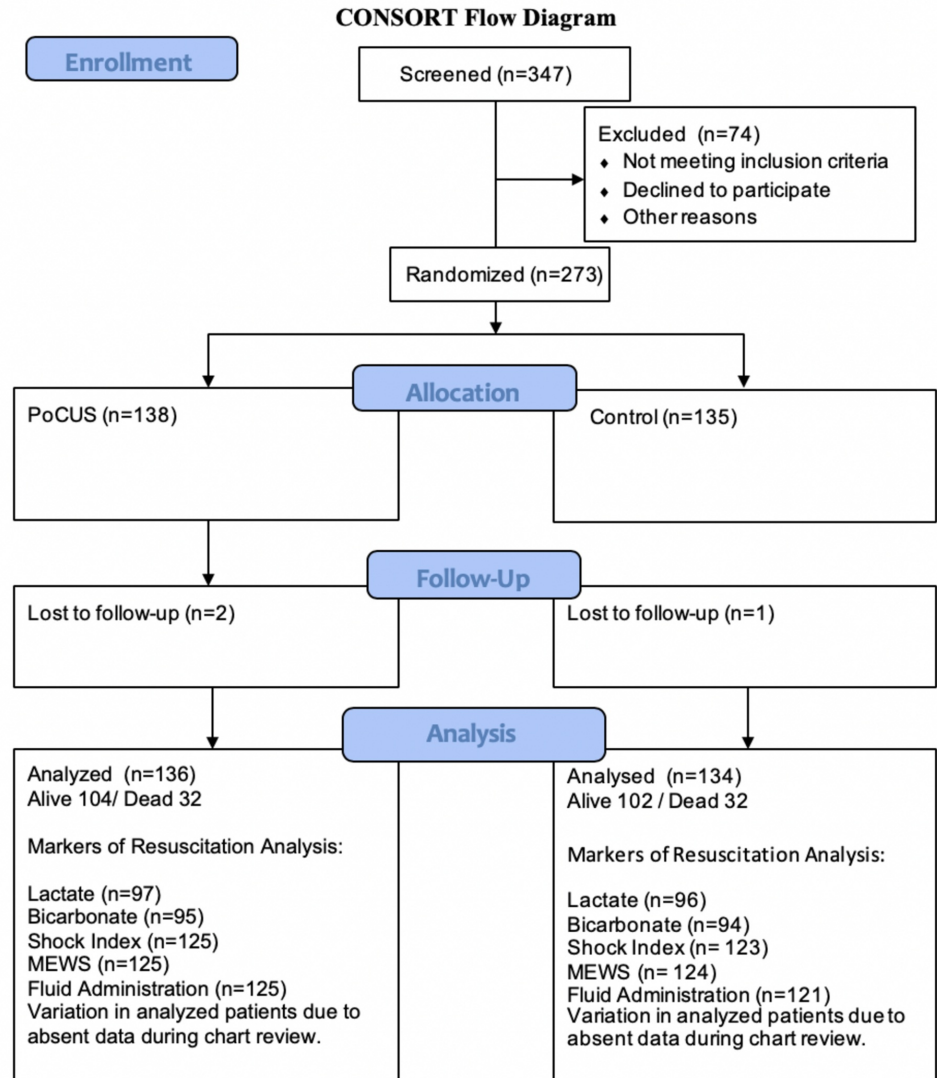 CONSORT Flow Diagram
Enrollment
Screened (n=347)
Excluded (n=74)
♦ Not meeting inclusion criteria
♦ Declined to participate
♦ Other reasons
Randomized (n=273)
Allocation
PoCUS (n=138)
Control (n=135)
Follow-Up
Lost to follow-up (n=2)
Lost to follow-up (n=1)
Analysis
Analyzed (n=136)
Alive 104/ Dead 32
Markers of Resuscitation Analysis:
Lactate (n=97)
Bicarbonate (n=95)
Shock Index (n=125)
MEWS (n=125)
Fluid Administration (n=125)
Variation in analyzed patients due to
absent data during chart review.
Analysed (n=134)
Alive 102 / Dead 32
Markers of Resuscitation Analysis:
Lactate (n=96)
Bicarbonate (n=94)
Shock Index (n= 123)
MEWS (n= 124)
Fluid Administration (n=121)
Variation in analyzed patients due to
absent data during chart review.